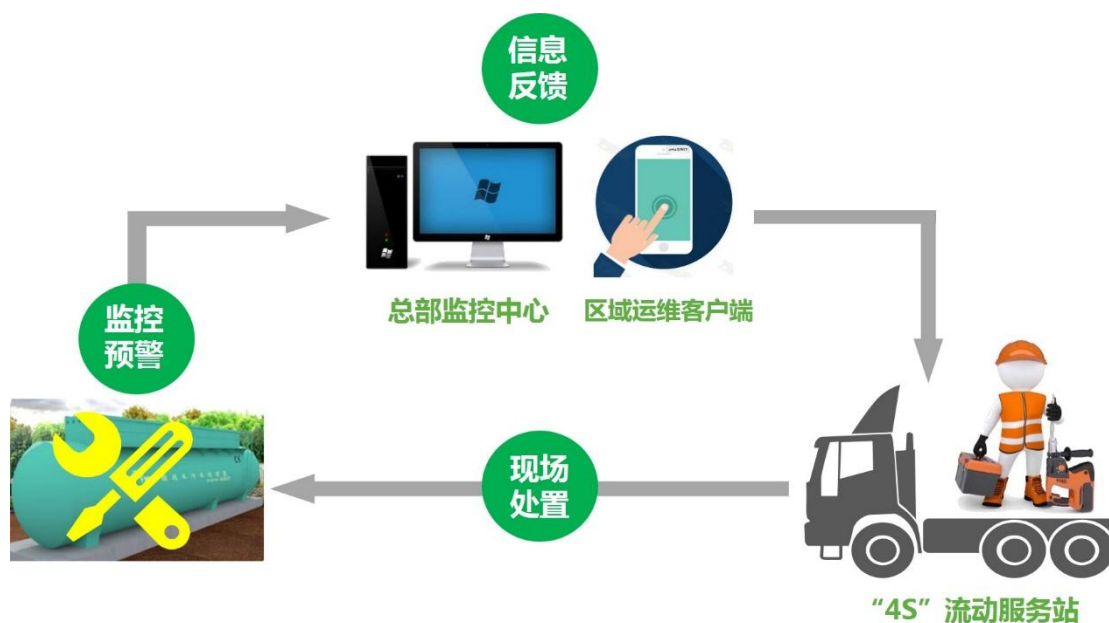 信息
反馈
总部监控中心
区域运维客户端
监控
预警
现场
处置
“4S”流动服务站